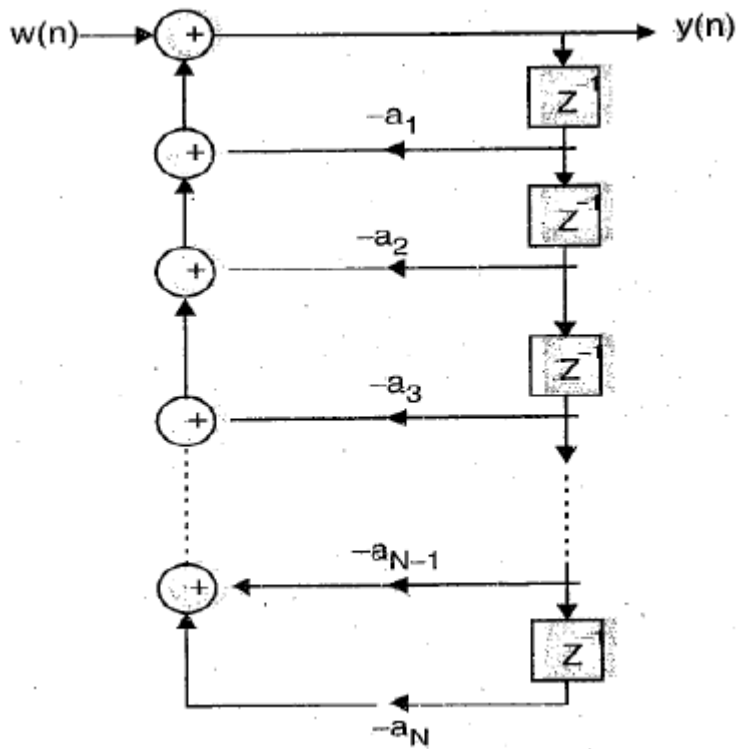 w(n) + y(n)
z⁻¹
−a₁
+
z⁻¹
−a₂
+
z⁻¹
−a₃
+
−a_{N−1}
+
z⁻¹
−a_N